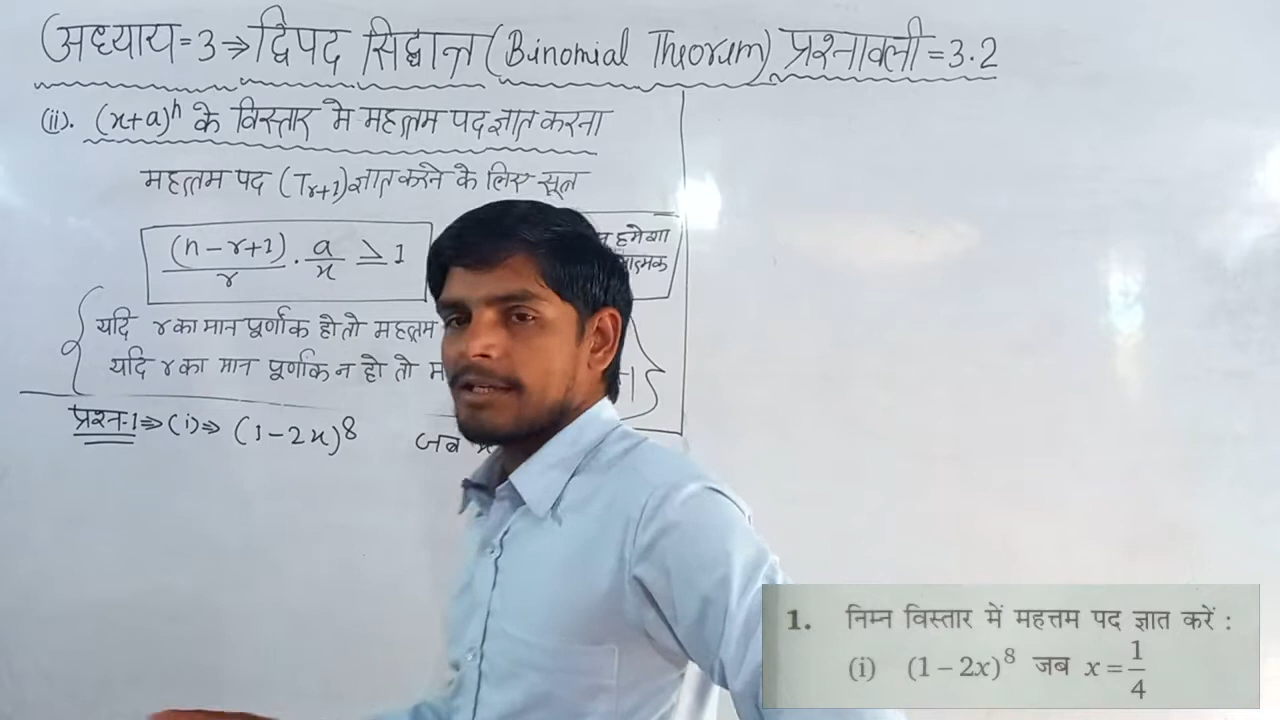 अध्याय=3⇒द्विपद सिद्धान्त (Binomial Theorum) प्रश्नावली=3.2
(ii). (x+a)ⁿ के विस्तार मे महत्तम पद ज्ञात करना
महत्तम पद (Tr+1) ज्ञात करने के लिए सूत्र
(n-r+1)/r . a/x ≥ 1
हमेशा
यदि r का मान पूर्णांक हो तो महत्तम
यदि r का मान पूर्णांक न हो तो
प्रश्न-1⇒(i)⇒ (1-2x)⁸ जब
1. निम्न विस्तार में महत्तम पद ज्ञात करें :
(i) (1-2x)⁸ जब x=1/4